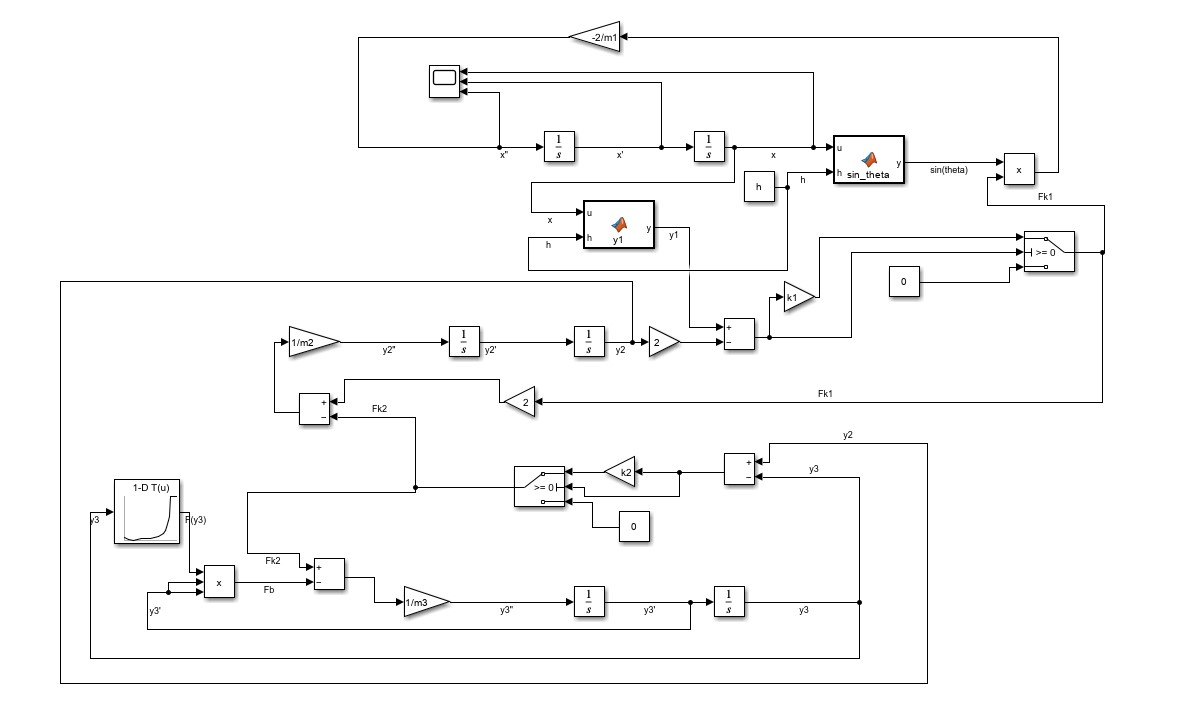 -2/m1
1
s
x"
x'
1
s
x
u
h
y
sin_theta
sin(theta)
x
Fk1
h
h
x
h
u
h
y
y1
y1
>= 0
0
k1
+
−
1/m2
y2"
1
s
y2'
1
s
y2
2
Fk1
2
+
−
Fk2
y2
y3
+
−
k2
>= 0
0
1-D T(u)
y3
F(y3)
x
y3'
Fb
Fk2
+
−
1/m3
y3"
1
s
y3'
1
s
y3